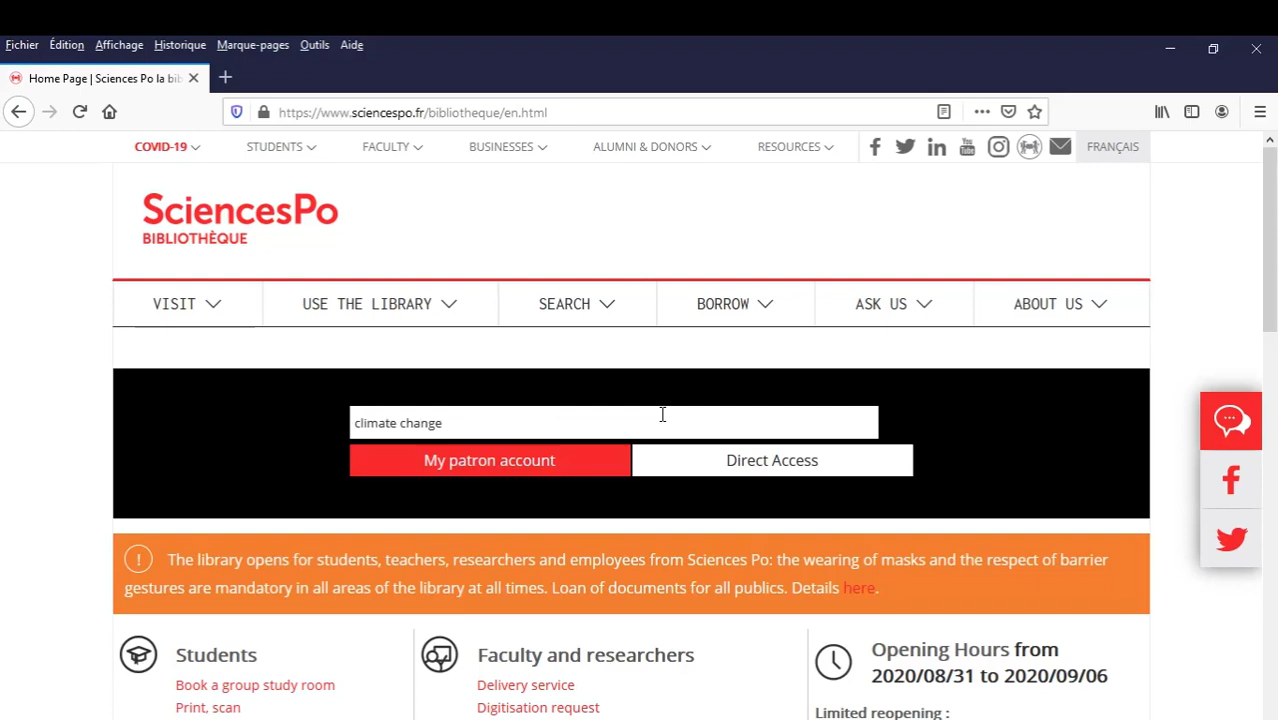 Fichier Édition Affichage Historique Marque-pages Outils Aide
Home Page | Sciences Po la bib
https://www.sciencespo.fr/bibliotheque/en.html
COVID-19 STUDENTS FACULTY BUSINESSES ALUMNI & DONORS RESOURCES FRANÇAIS
SciencesPo
BIBLIOTHÈQUE
VISIT USE THE LIBRARY SEARCH BORROW ASK US ABOUT US
climate change
My patron account Direct Access
! The library opens for students, teachers, researchers and employees from Sciences Po: the wearing of masks and the respect of barrier
gestures are mandatory in all areas of the library at all times. Loan of documents for all publics. Details here.
Students
Book a group study room
Print, scan
Faculty and researchers
Delivery service
Digitisation request
Opening Hours from
2020/08/31 to 2020/09/06
Limited reopening :